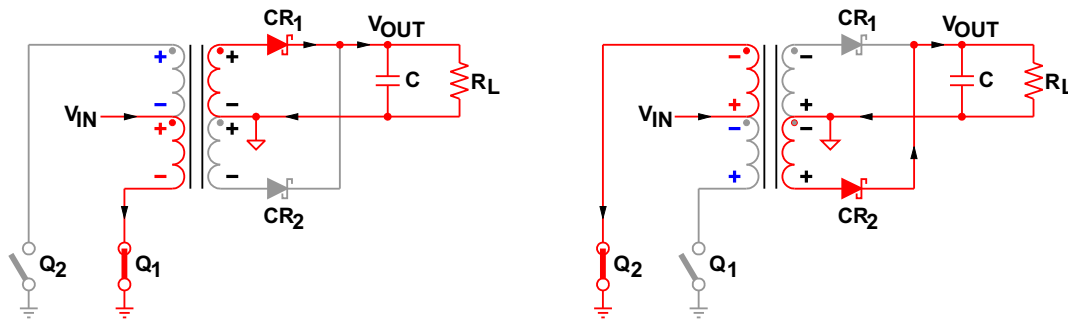 CR1
VOUT
+ +
C
RL
− −
VIN
+ +
− −
CR2
Q2
Q1
CR1
VOUT
− −
C
RL
+ +
VIN
− −
+ +
CR2
Q2
Q1